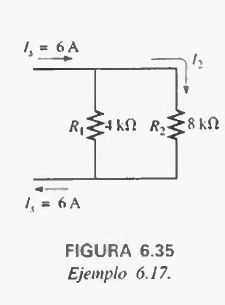 I_s = 6 A
I_2
R_1 4 kΩ R_2 8 kΩ
I_s = 6 A
FIGURA 6.35
Ejemplo 6.17.